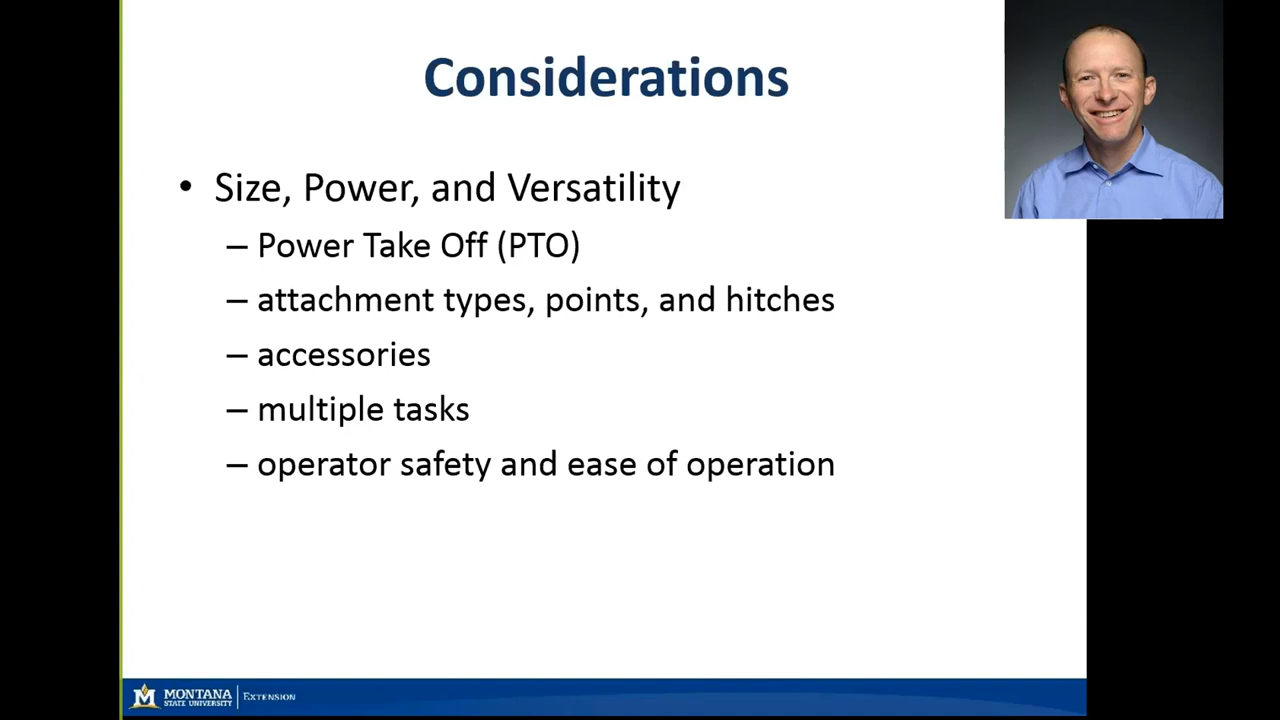 Considerations
• Size, Power, and Versatility
– Power Take Off (PTO)
– attachment types, points, and hitches
– accessories
– multiple tasks
– operator safety and ease of operation
M MONTANA STATE UNIVERSITY | EXTENSION